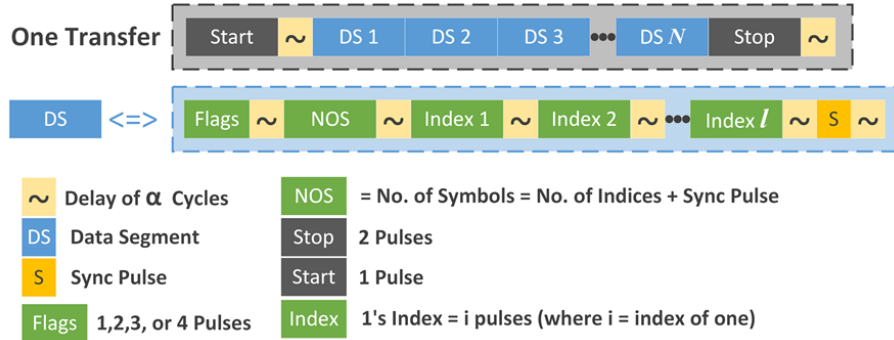 One Transfer Start ~ DS 1 DS 2 DS 3 ••• DS N Stop ~
DS <=> Flags ~ NOS ~ Index 1 ~ Index 2 ~ ••• Index l ~ S ~
~ Delay of α Cycles
NOS = No. of Symbols = No. of Indices + Sync Pulse
DS Data Segment
Stop 2 Pulses
S Sync Pulse
Start 1 Pulse
Flags 1,2,3, or 4 Pulses
Index 1's Index = i pulses (where i = index of one)